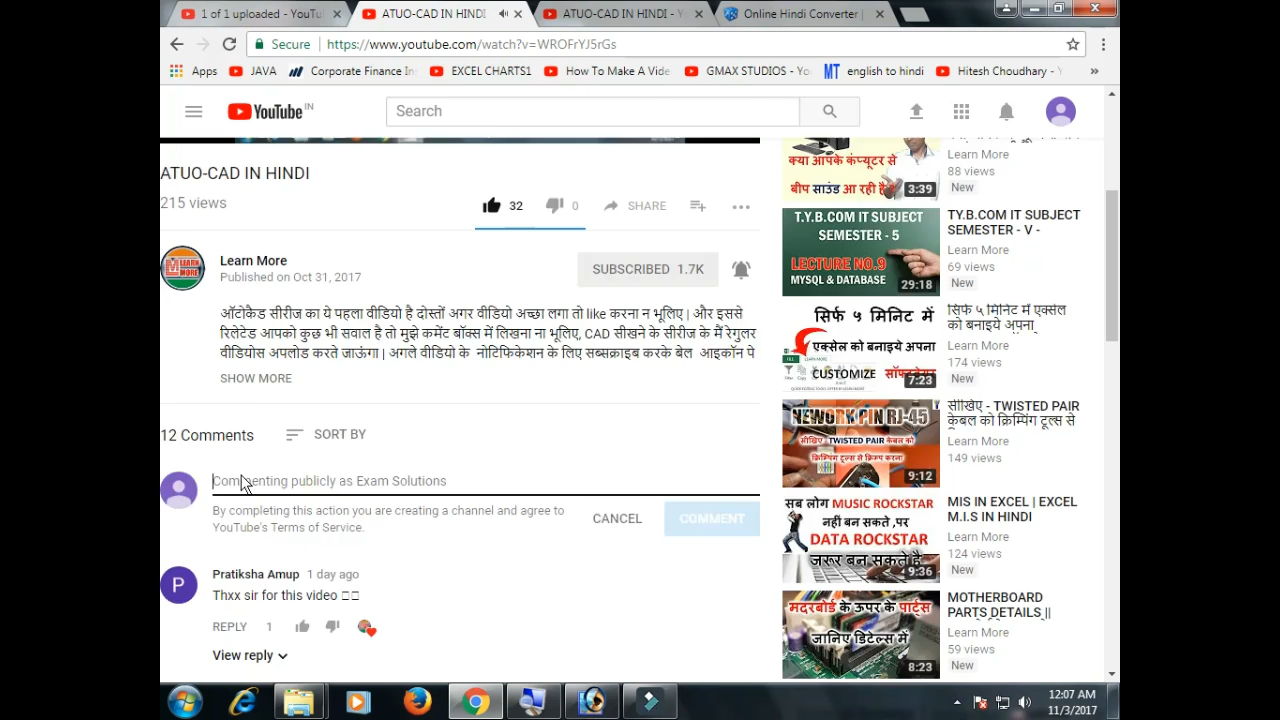 1 of 1 uploaded - YouTu
ATUO-CAD IN HINDI
ATUO-CAD IN HINDI - Y
Online Hindi Converter |
Secure
https://www.youtube.com/watch?v=WROFrYJ5rGs
Apps
JAVA
Corporate Finance In
EXCEL CHARTS1
How To Make A Vide
GMAX STUDIOS - Yo
MT english to hindi
Hitesh Choudhary - Y
»
YouTube IN
Search
ATUO-CAD IN HINDI
215 views
32
0
SHARE
Learn More
Published on Oct 31, 2017
SUBSCRIBED 1.7K
ऑटोकैड सीरीज का ये पहला वीडियो है दोस्तों अगर वीडियो अच्छा लगा तो like करना न भूलिए | और इससे
रिलेटेड आपको कुछ भी सवाल है तो मुझे कमेंट बॉक्स में लिखना ना भूलिए, CAD सीखने के सीरीज के मैं रेगुलर
वीडियोस अपलोड करते जाऊंगा | अगले वीडियो के नोटिफिकेशन के लिए सब्सक्राइब करके बेल आइकॉन पे
SHOW MORE
12 Comments
SORT BY
Commenting publicly as Exam Solutions
By completing this action you are creating a channel and agree to
YouTube's Terms of Service.
CANCEL
COMMENT
P
Pratiksha Amup 1 day ago
Thxx sir for this video
REPLY 1
View reply
क्या आपके कंप्यूटर से
बीप साउंड आ रही है
3:39
Learn More
88 views
New
T.Y.B.COM IT SUBJECT
SEMESTER - 5
LECTURE NO.9
MYSQL & DATABASE
29:18
TY.B.COM IT SUBJECT
SEMESTER - V -
Learn More
69 views
New
सिर्फ ५ मिनिट में
एक्सेल को बनाइये अपना
CUSTOMIZE
7:23
सिर्फ ५ मिनिट में एक्सेल
को बनाइये अपना
Learn More
174 views
New
NEWORK PIN RJ-45
सीखिए TWISTED PAIR केबल को
क्रिम्पिंग टूल्स से क्रिम्प करना
9:12
सीखिए - TWISTED PAIR
केबल को क्रिम्पिंग टूल्स से
Learn More
149 views
सब लोग MUSIC ROCKSTAR
नहीं बन सकते ,पर
DATA ROCKSTAR
जरूर बन सकते है
9:36
MIS IN EXCEL | EXCEL
M.I.S IN HINDI
Learn More
124 views
New
मदरबोर्ड के ऊपर के पार्ट्स
जानिए डिटेल्स में
8:23
MOTHERBOARD
PARTS DETAILS ||
Learn More
59 views
New
12:07 AM
11/3/2017